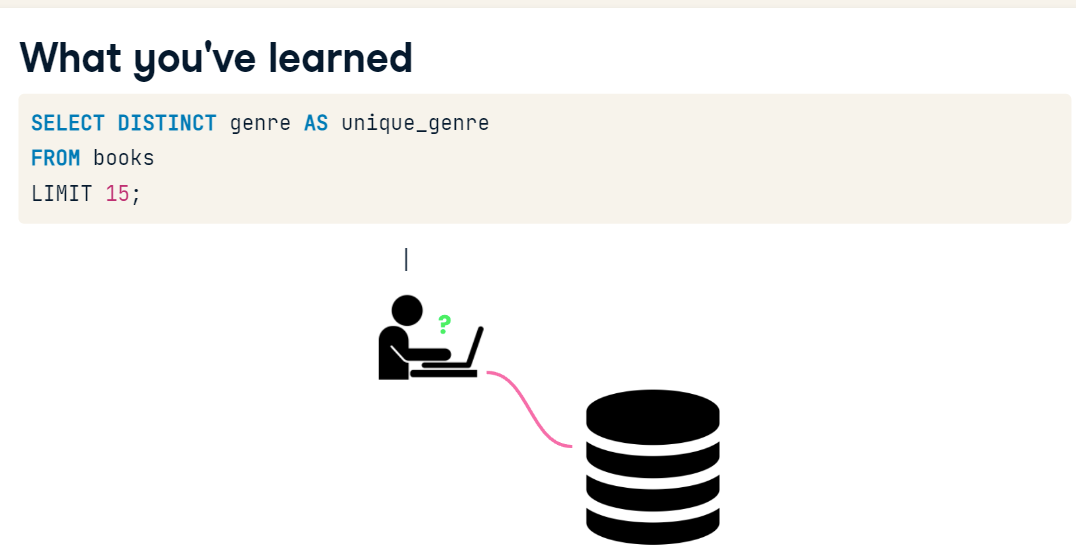 What you've learned
SELECT DISTINCT genre AS unique_genre
FROM books
LIMIT 15;
|
?